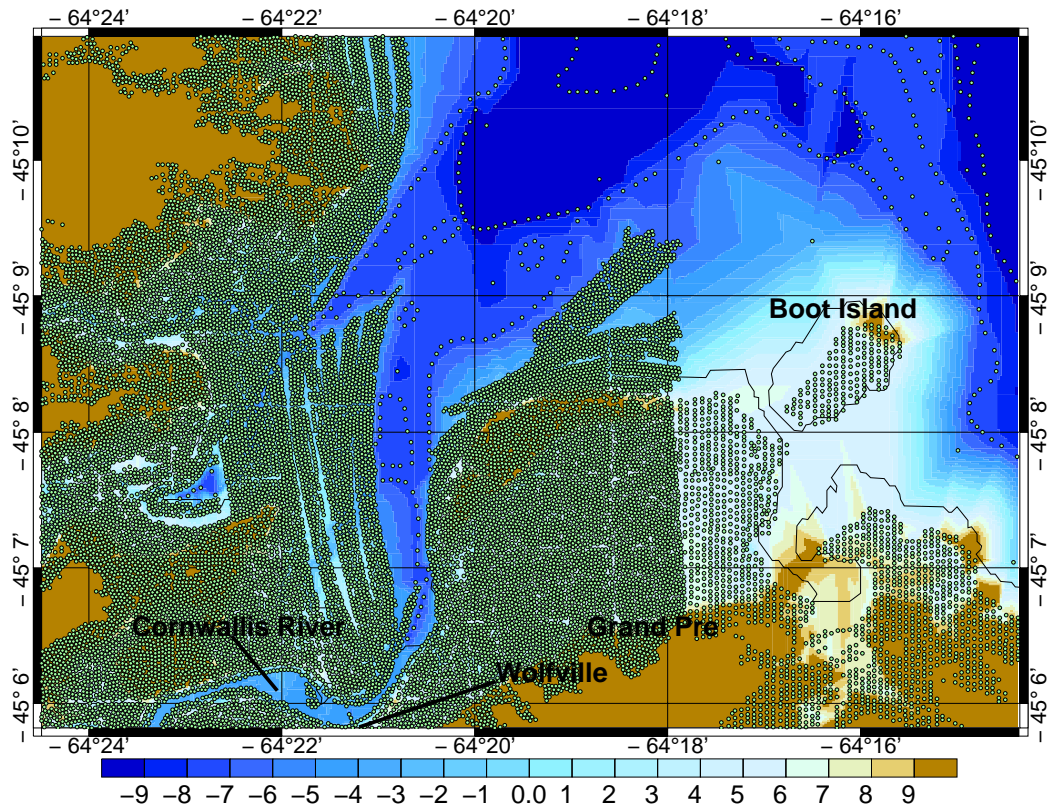 − 64°24’ − 64°22’ − 64°20’ − 64°18’ − 64°16’
− 45°10’ − 45°10’
− 45° 9’ − 45° 9’
Boot Island
− 45° 8’ − 45° 8’
− 45° 7’ − 45° 7’
Cornwallis River Grand Pre
Wolfville
− 45° 6’ − 45° 6’
− 64°24’ − 64°22’ − 64°20’ − 64°18’ − 64°16’
−9 −8 −7 −6 −5 −4 −3 −2 −1 0.0 1 2 3 4 5 6 7 8 9